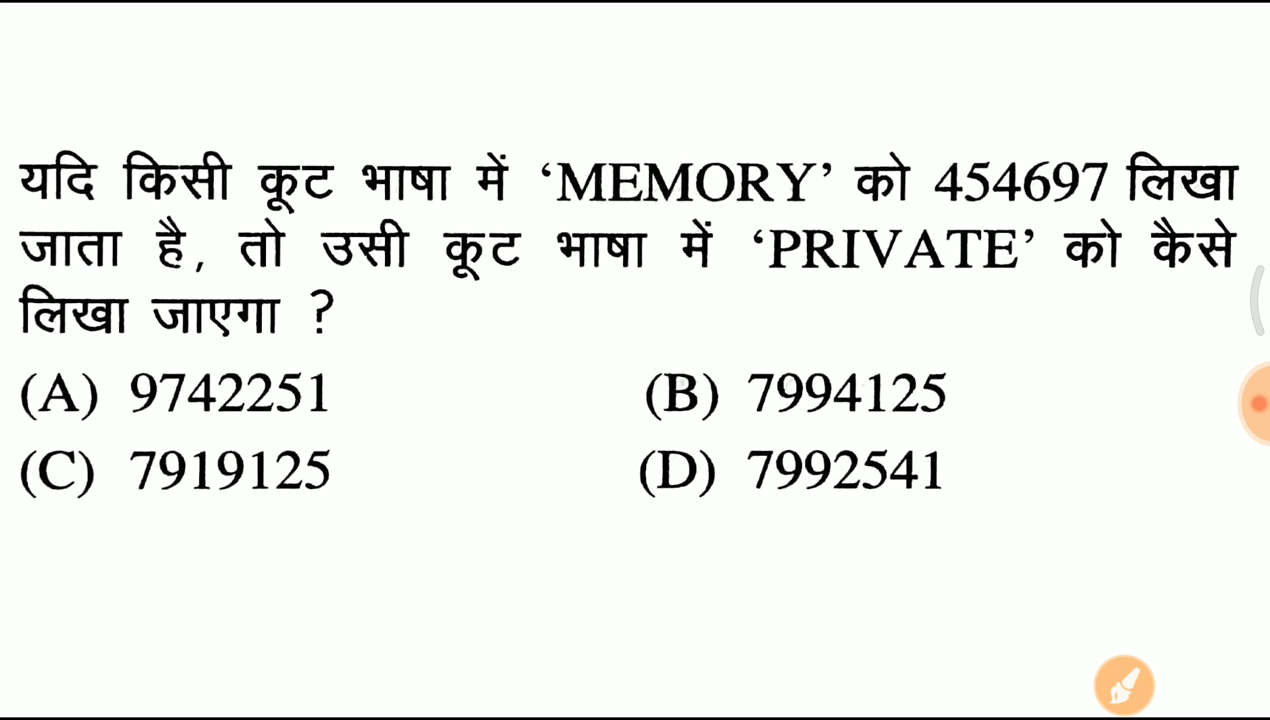 यदि किसी कूट भाषा में ‘MEMORY’ को 454697 लिखा
जाता है, तो उसी कूट भाषा में ‘PRIVATE’ को कैसे
लिखा जाएगा ?
(A) 9742251 (B) 7994125
(C) 7919125 (D) 7992541